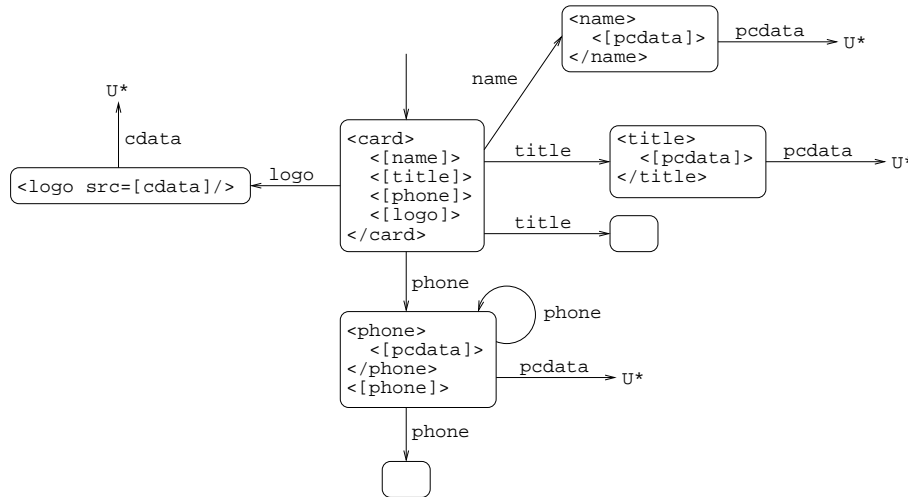 <name>
<[pcdata]>
</name>
pcdata
U*
name
U*
cdata
<card>
<[name]>
<[title]>
<[phone]>
<[logo]>
</card>
title
<title>
<[pcdata]>
</title>
pcdata
U*
logo
<logo src=[cdata]/>
title
phone
phone
<phone>
<[pcdata]>
</phone>
<[phone]>
pcdata
U*
phone